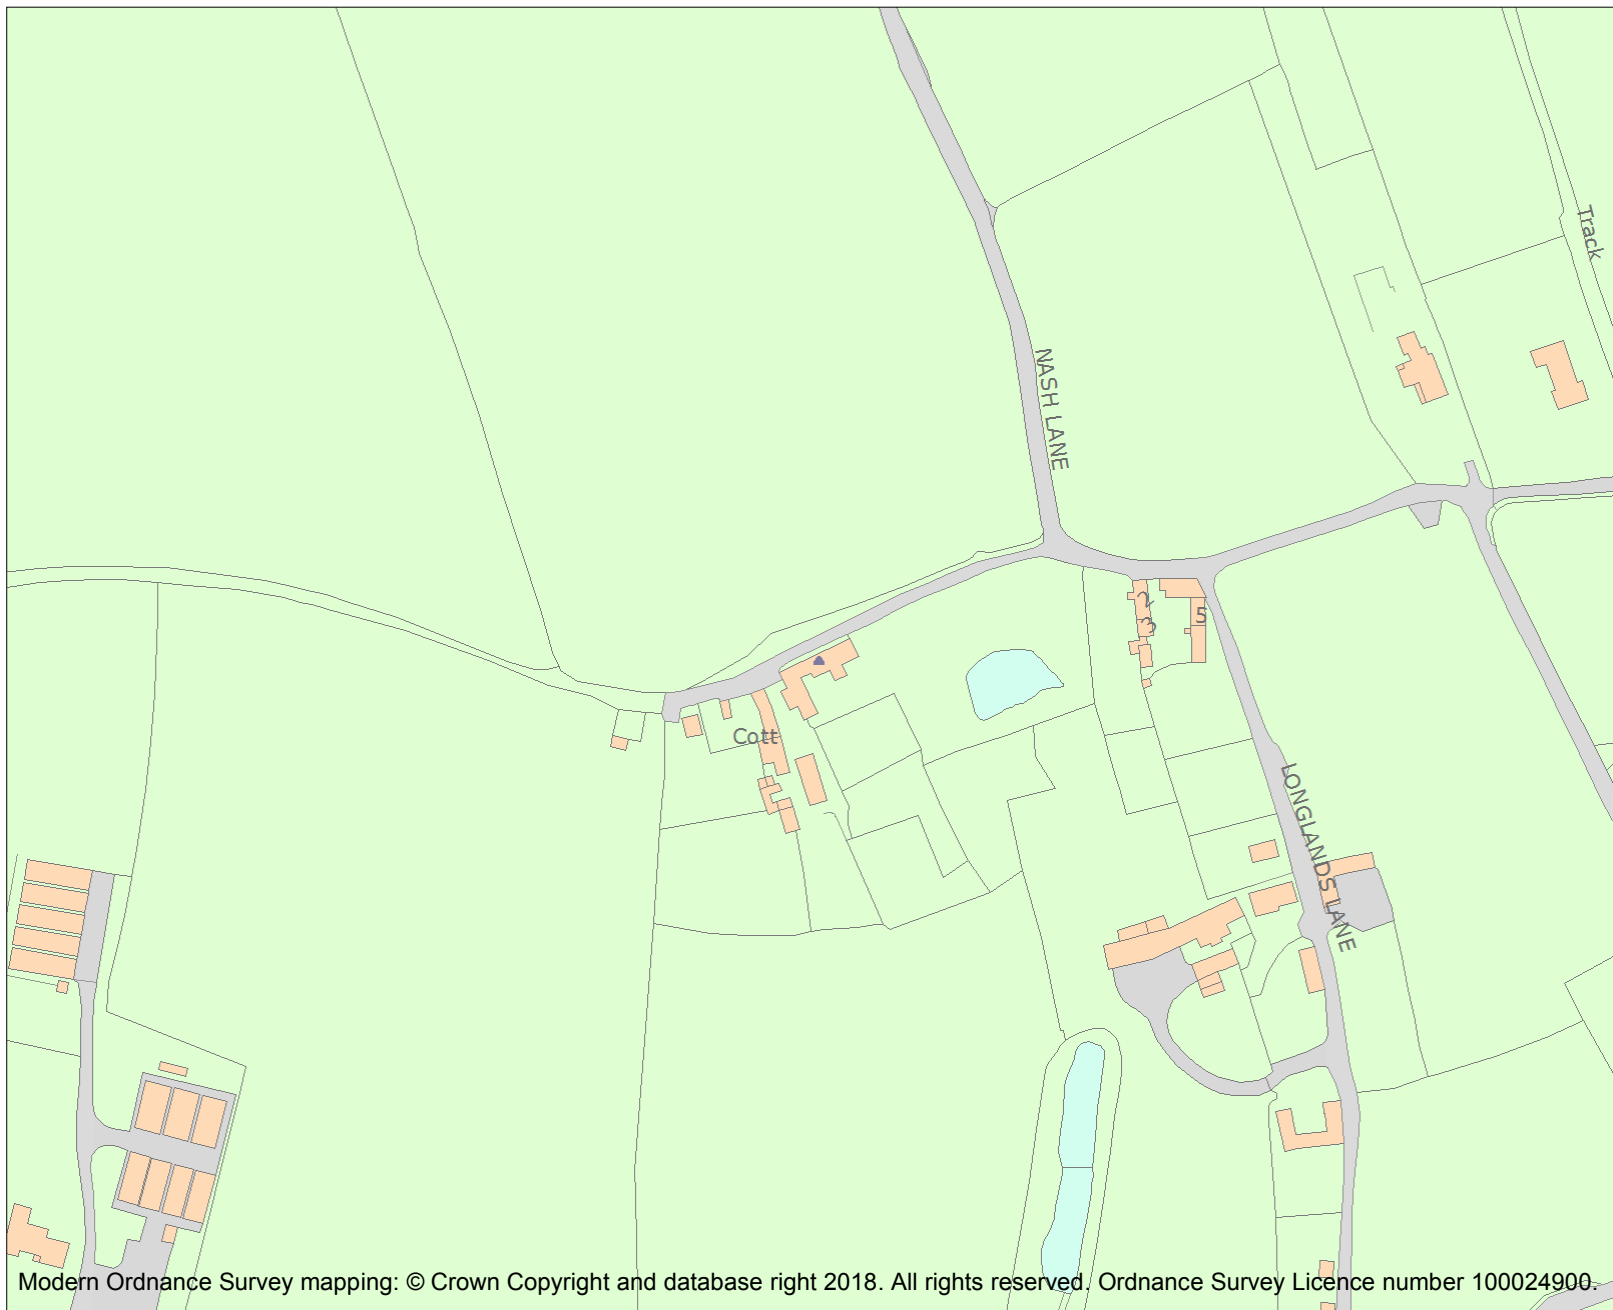 Track
NASH LANE
2
3
5
Cott
LONGLANDS LANE
Modern Ordnance Survey mapping: © Crown Copyright and database right 2018. All rights reserved. Ordnance Survey Licence number 100024900.